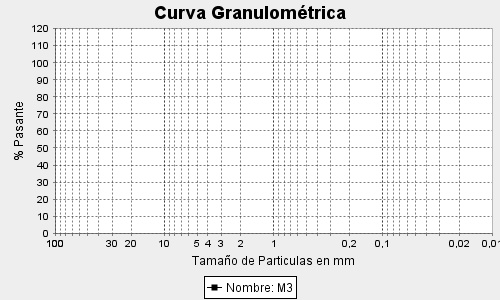 Curva Granulométrica
% Pasante
120
110
100
90
80
70
60
50
40
30
20
10
0
100 30 20 10 5 4 3 2 1 0,2 0,1 0,02 0,01
Tamaño de Particulas en mm
Nombre: M3